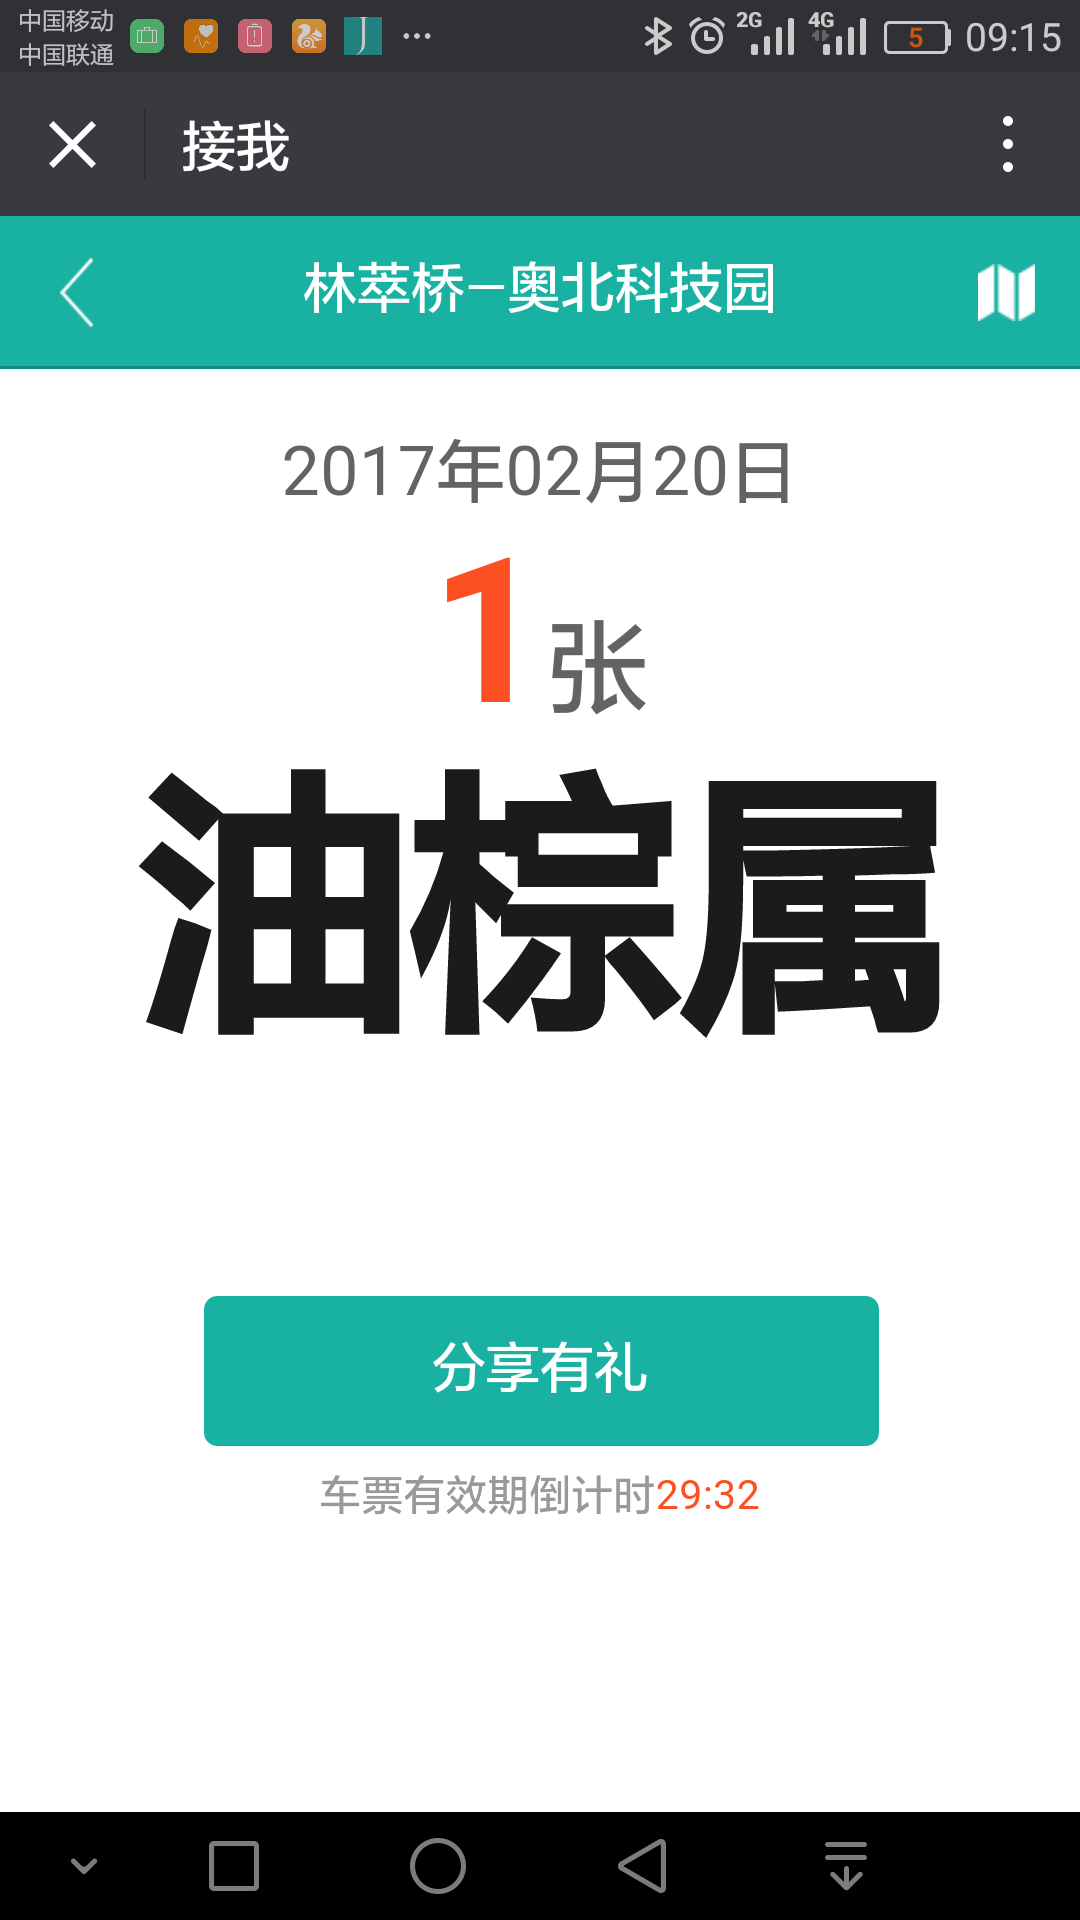 中国移动
中国联通
2G
4G
5
09:15
接我
林萃桥—奥北科技园
2017年02月20日
1张
油棕属
分享有礼
车票有效期倒计时29:32